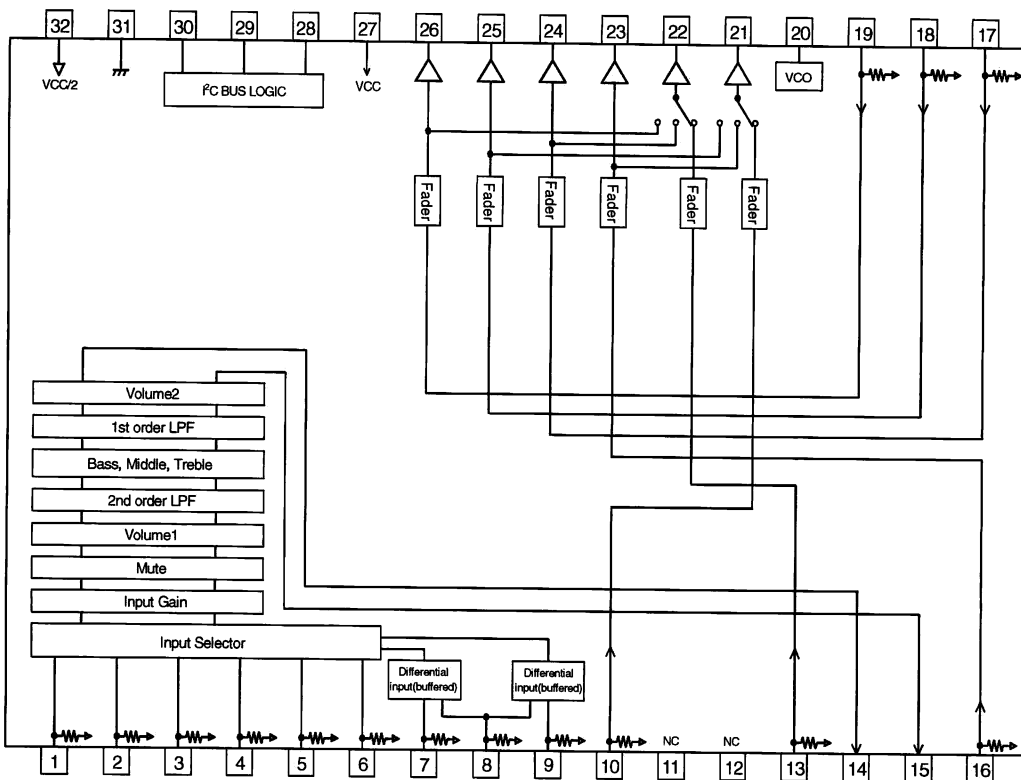 32 31 30 29 28 27 26 25 24 23 22 21 20 19 18 17
VCC/2 I²C BUS LOGIC VCC VCO
Fader Fader Fader Fader Fader Fader
Volume2
1st order LPF
Bass, Middle, Treble
2nd order LPF
Volume1
Mute
Input Gain
Input Selector
Differential
input(buffered)
Differential
input(buffered)
NC NC
1 2 3 4 5 6 7 8 9 10 11 12 13 14 15 16